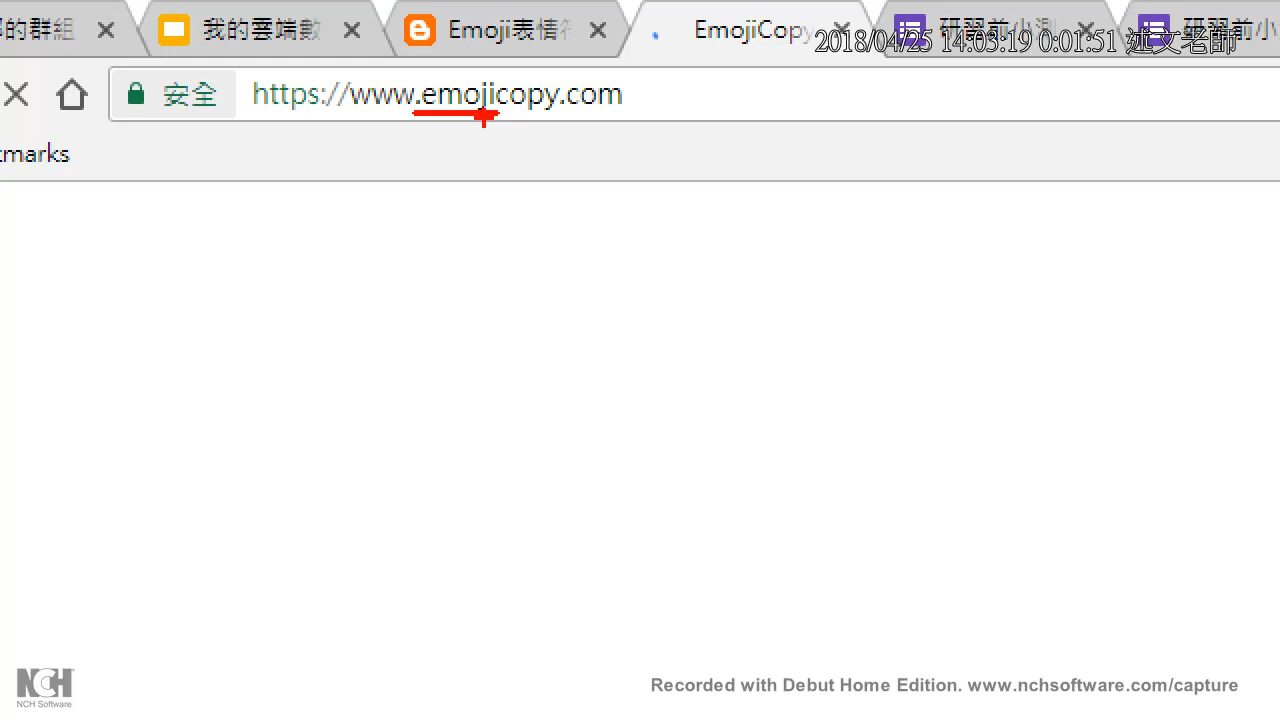 的群組 我的雲端數 Emoji表情符 EmojiCopy 研習前小測 研習前小
2018/04/25 14:03:19 0:01:51 述文老師
安全 https://www.emojicopy.com
marks
NCH
NCH Software
Recorded with Debut Home Edition. www.nchsoftware.com/capture